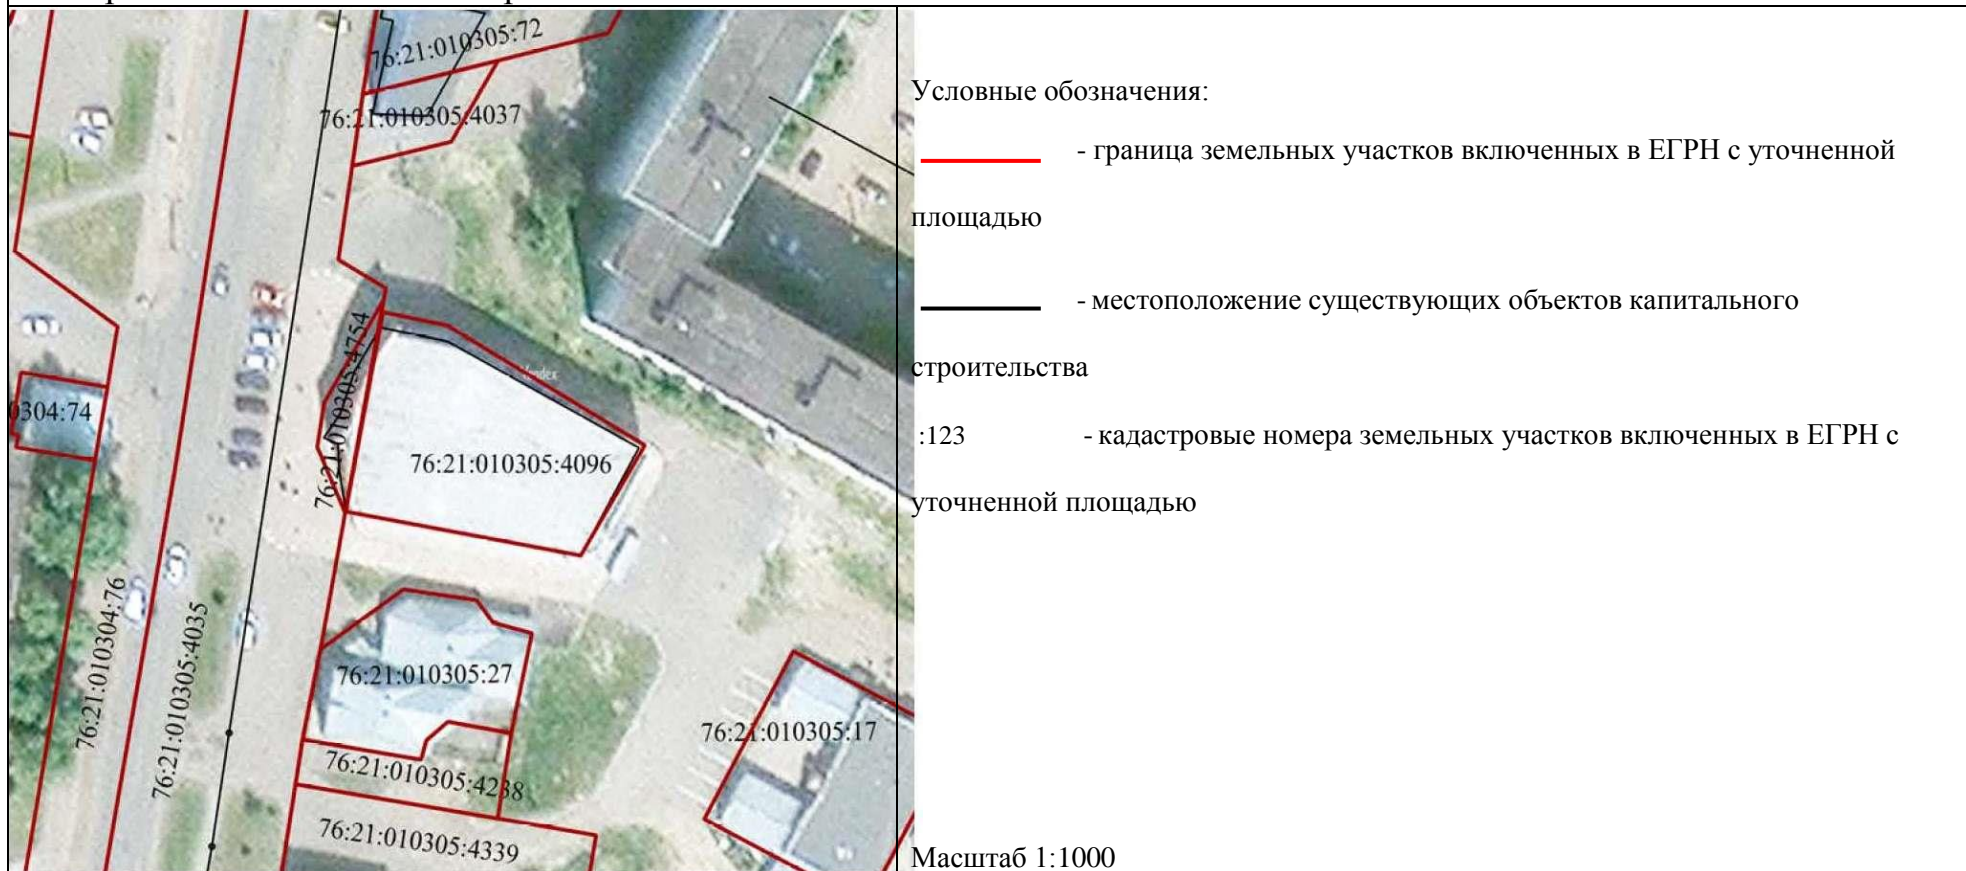 76:21:010305:72
76:21:010305:4037
76:21:010305:4754
Yandex
0304:74
76:21:010305:4096
76:21:010304:76
76:21:010305:4035
76:21:010305:27
76:21:010305:17
76:21:010305:4238
76:21:010305:4339
Условные обозначения:
- граница земельных участков включенных в ЕГРН с уточненной
площадью
- местоположение существующих объектов капитального
строительства
:123 - кадастровые номера земельных участков включенных в ЕГРН с
уточненной площадью
Масштаб 1:1000